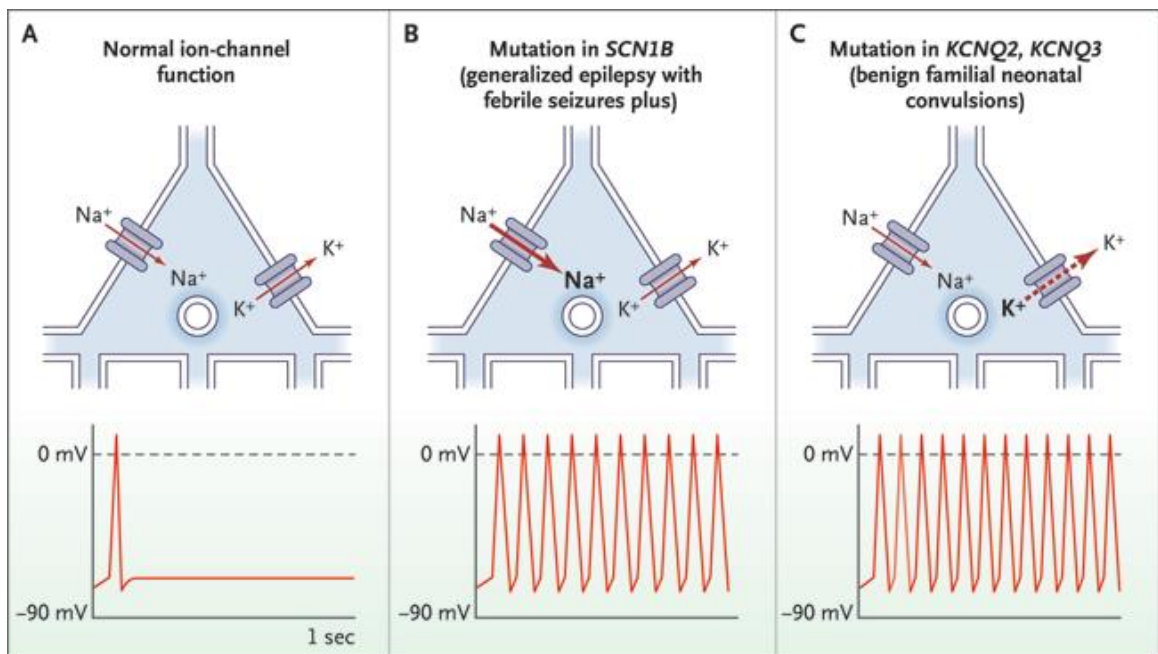 A
Normal ion-channel
function
Na⁺
Na⁺
K⁺
K⁺
0 mV
–90 mV
1 sec
B
Mutation in SCN1B
(generalized epilepsy with
febrile seizures plus)
Na⁺
Na⁺
K⁺
K⁺
0 mV
–90 mV
C
Mutation in KCNQ2, KCNQ3
(benign familial neonatal
convulsions)
Na⁺
Na⁺
K⁺
K⁺
0 mV
–90 mV